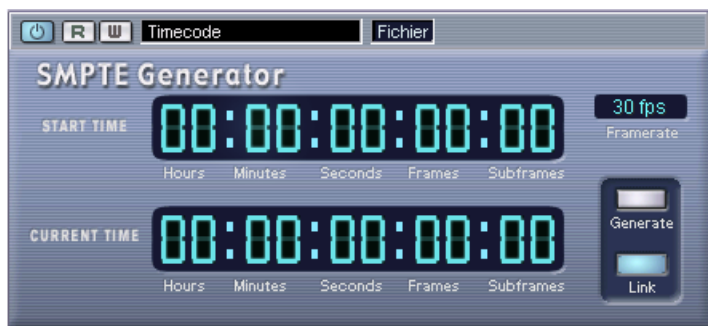 R W Timecode Fichier
SMPTE Generator
START TIME 00:00:00:00:00 30 fps
Hours Minutes Seconds Frames Subframes Framerate
CURRENT TIME 00:00:00:00:00 Generate
Hours Minutes Seconds Frames Subframes Link